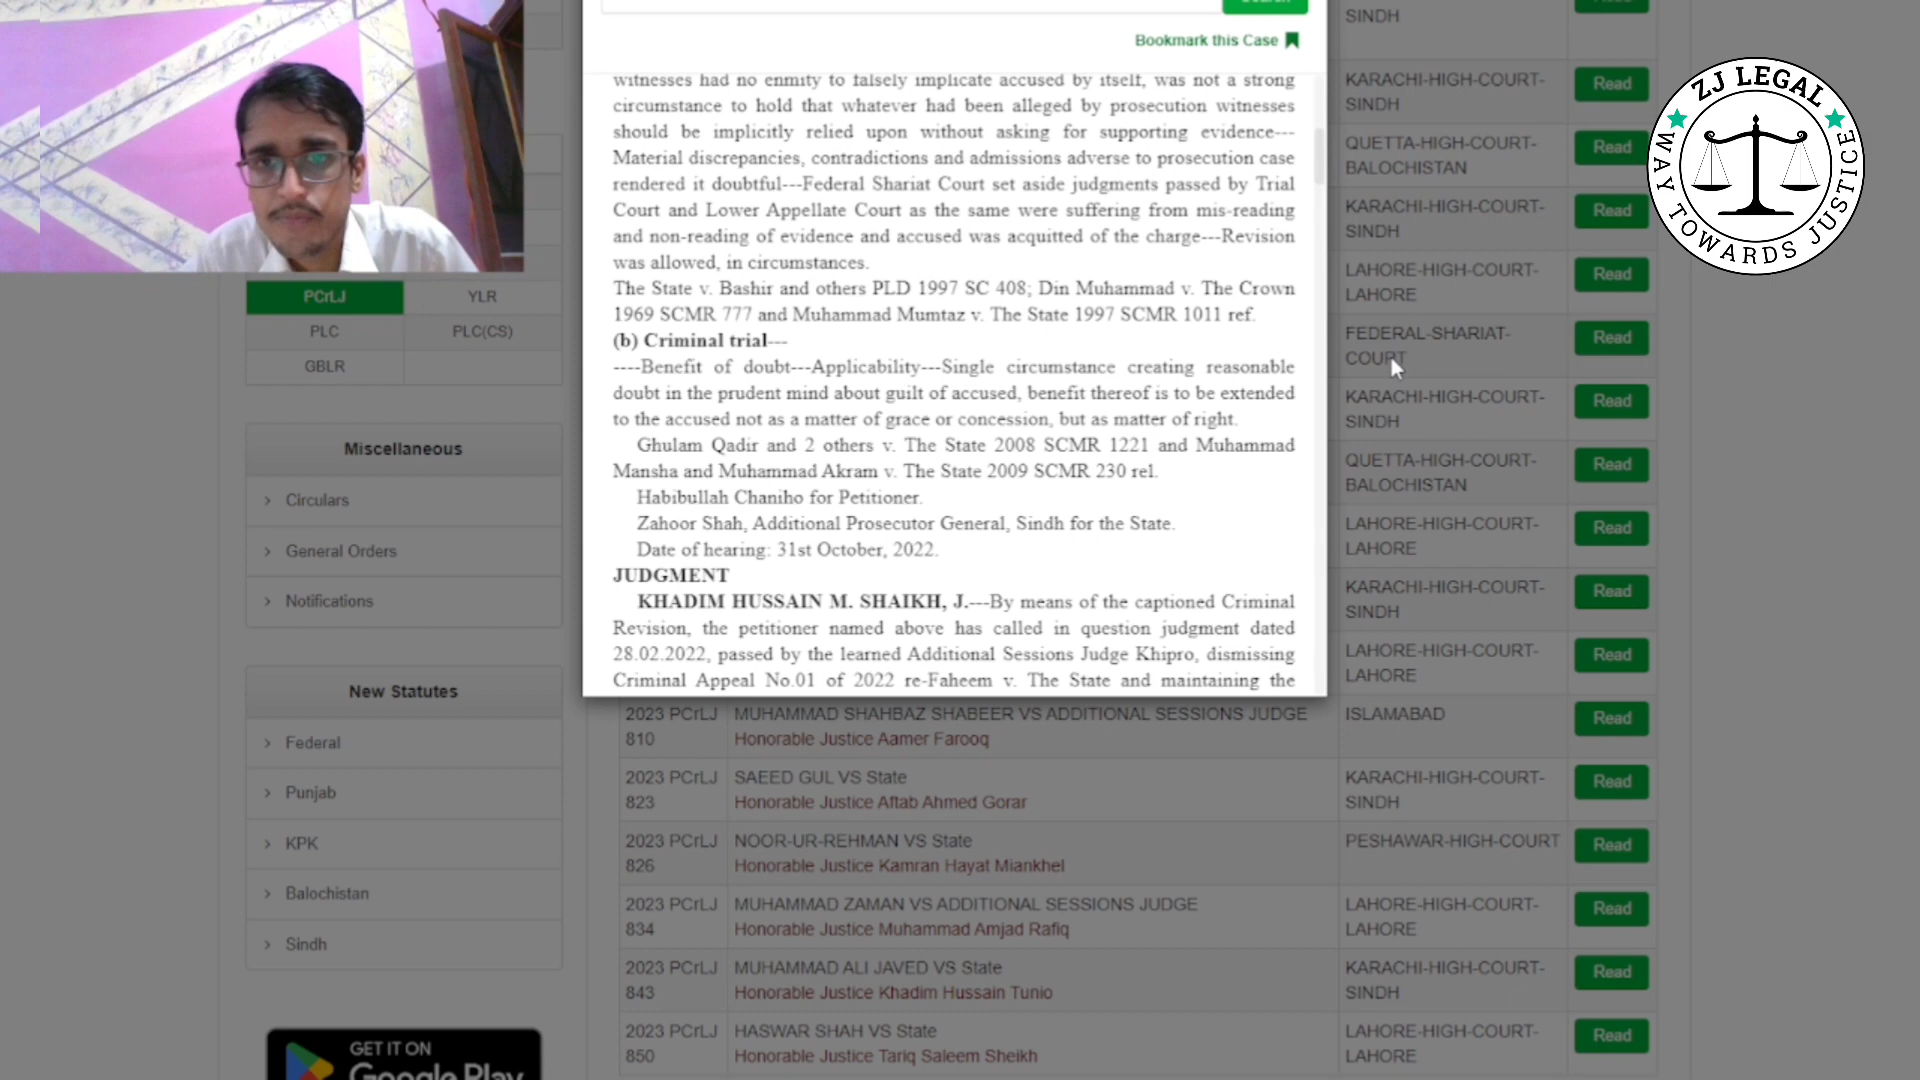 Bookmark this Case
witnesses had no enmity to falsely implicate accused by itself, was not a strong
circumstance to hold that whatever had been alleged by prosecution witnesses
should be implicitly relied upon without asking for supporting evidence---
Material discrepancies, contradictions and admissions adverse to prosecution case
rendered it doubtful---Federal Shariat Court set aside judgments passed by Trial
Court and Lower Appellate Court as the same were suffering from mis-reading
and non-reading of evidence and accused was acquitted of the charge---Revision
was allowed, in circumstances.
The State v. Bashir and others PLD 1997 SC 408; Din Muhammad v. The Crown
1969 SCMR 777 and Muhammad Mumtaz v. The State 1997 SCMR 1011 ref.
(b) Criminal trial---
----Benefit of doubt---Applicability---Single circumstance creating reasonable
doubt in the prudent mind about guilt of accused, benefit thereof is to be extended
to the accused not as a matter of grace or concession, but as matter of right.
Ghulam Qadir and 2 others v. The State 2008 SCMR 1221 and Muhammad
Mansha and Muhammad Akram v. The State 2009 SCMR 230 rel.
Habibullah Chaniho for Petitioner.
Zahoor Shah, Additional Prosecutor General, Sindh for the State.
Date of hearing: 31st October, 2022.
JUDGMENT
KHADIM HUSSAIN M. SHAIKH, J.---By means of the captioned Criminal
Revision, the petitioner named above has called in question judgment dated
28.02.2022, passed by the learned Additional Sessions Judge Khipro, dismissing
Criminal Appeal No.01 of 2022 re-Faheem v. The State and maintaining the
PCrLJ YLR
PLC PLC(CS)
GBLR
Miscellaneous
> Circulars
> General Orders
> Notifications
New Statutes
> Federal
> Punjab
> KPK
> Balochistan
> Sindh
GET IT ON
Google Play
SINDH
KARACHI-HIGH-COURT-
SINDH
Read
QUETTA-HIGH-COURT-
BALOCHISTAN
Read
KARACHI-HIGH-COURT-
SINDH
Read
LAHORE-HIGH-COURT-
LAHORE
Read
FEDERAL-SHARIAT-
COURT
Read
KARACHI-HIGH-COURT-
SINDH
Read
QUETTA-HIGH-COURT-
BALOCHISTAN
Read
LAHORE-HIGH-COURT-
LAHORE
Read
KARACHI-HIGH-COURT-
SINDH
Read
LAHORE-HIGH-COURT-
LAHORE
Read
2023 PCrLJ MUHAMMAD SHAHBAZ SHABEER VS ADDITIONAL SESSIONS JUDGE ISLAMABAD Read
810 Honorable Justice Aamer Farooq
2023 PCrLJ SAEED GUL VS State KARACHI-HIGH-COURT- Read
823 Honorable Justice Aftab Ahmed Gorar SINDH
2023 PCrLJ NOOR-UR-REHMAN VS State PESHAWAR-HIGH-COURT Read
826 Honorable Justice Kamran Hayat Miankhel
2023 PCrLJ MUHAMMAD ZAMAN VS ADDITIONAL SESSIONS JUDGE LAHORE-HIGH-COURT- Read
834 Honorable Justice Muhammad Amjad Rafiq LAHORE
2023 PCrLJ MUHAMMAD ALI JAVED VS State KARACHI-HIGH-COURT- Read
843 Honorable Justice Khadim Hussain Tunio SINDH
2023 PCrLJ HASWAR SHAH VS State LAHORE-HIGH-COURT- Read
850 Honorable Justice Tariq Saleem Sheikh LAHORE
ZJ LEGAL
WAY TOWARDS JUSTICE